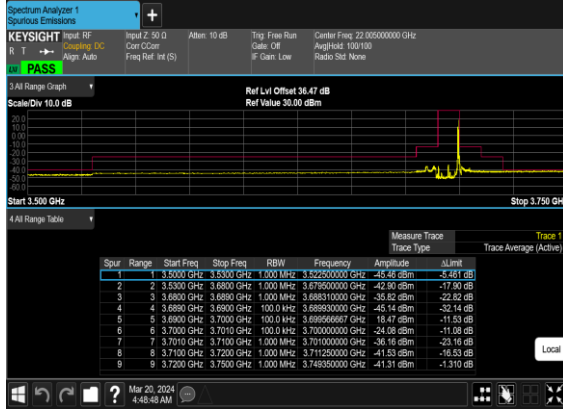 Spectrum Analyzer 1
Spurious Emissions
KEYSIGHT
R T
PASS
Input: RF
Coupling: DC
Align: Auto
Input Z: 50 Ω
Corr CCorr
Freq Ref: Int (S)
Atten: 10 dB
Trig: Free Run
Gate: Off
IF Gain: Low
Center Freq: 22.005000000 GHz
Avg|Hold: 100/100
Radio Std: None
3 All Range Graph
Scale/Div 10.0 dB
Ref Lvl Offset 36.47 dB
Ref Value 30.00 dBm
20.0
10.0
0.00
-10.0
-20.0
-30.0
-40.0
-50.0
-60.0
Start 3.500 GHz
Stop 3.750 GH
4 All Range Table
Measure Trace Trace 1
Trace Type Trace Average (Active)
Spur Range Start Freq Stop Freq RBW Frequency Amplitude ΔLimit
1 1 3.5000 GHz 3.5300 GHz 1.000 MHz 3.522500000 GHz -45.46 dBm -5.461 dB
2 2 3.5300 GHz 3.6800 GHz 1.000 MHz 3.679500000 GHz -42.90 dBm -17.90 dB
3 3 3.6800 GHz 3.6890 GHz 1.000 MHz 3.688310000 GHz -35.82 dBm -22.82 dB
4 4 3.6890 GHz 3.6900 GHz 100.0 kHz 3.689930000 GHz -45.14 dBm -32.14 dB
5 5 3.6900 GHz 3.7000 GHz 100.0 kHz 3.699566667 GHz 18.47 dBm -11.53 dB
6 6 3.7000 GHz 3.7010 GHz 100.0 kHz 3.700000000 GHz -24.08 dBm -11.08 dB
7 7 3.7010 GHz 3.7100 GHz 1.000 MHz 3.701000000 GHz -36.16 dBm -23.16 dB
8 8 3.7100 GHz 3.7200 GHz 1.000 MHz 3.711250000 GHz -41.53 dBm -16.53 dB
9 9 3.7200 GHz 3.7500 GHz 1.000 MHz 3.749350000 GHz -41.31 dBm -1.310 dB
Local
Mar 20, 2024
4:48:48 AM